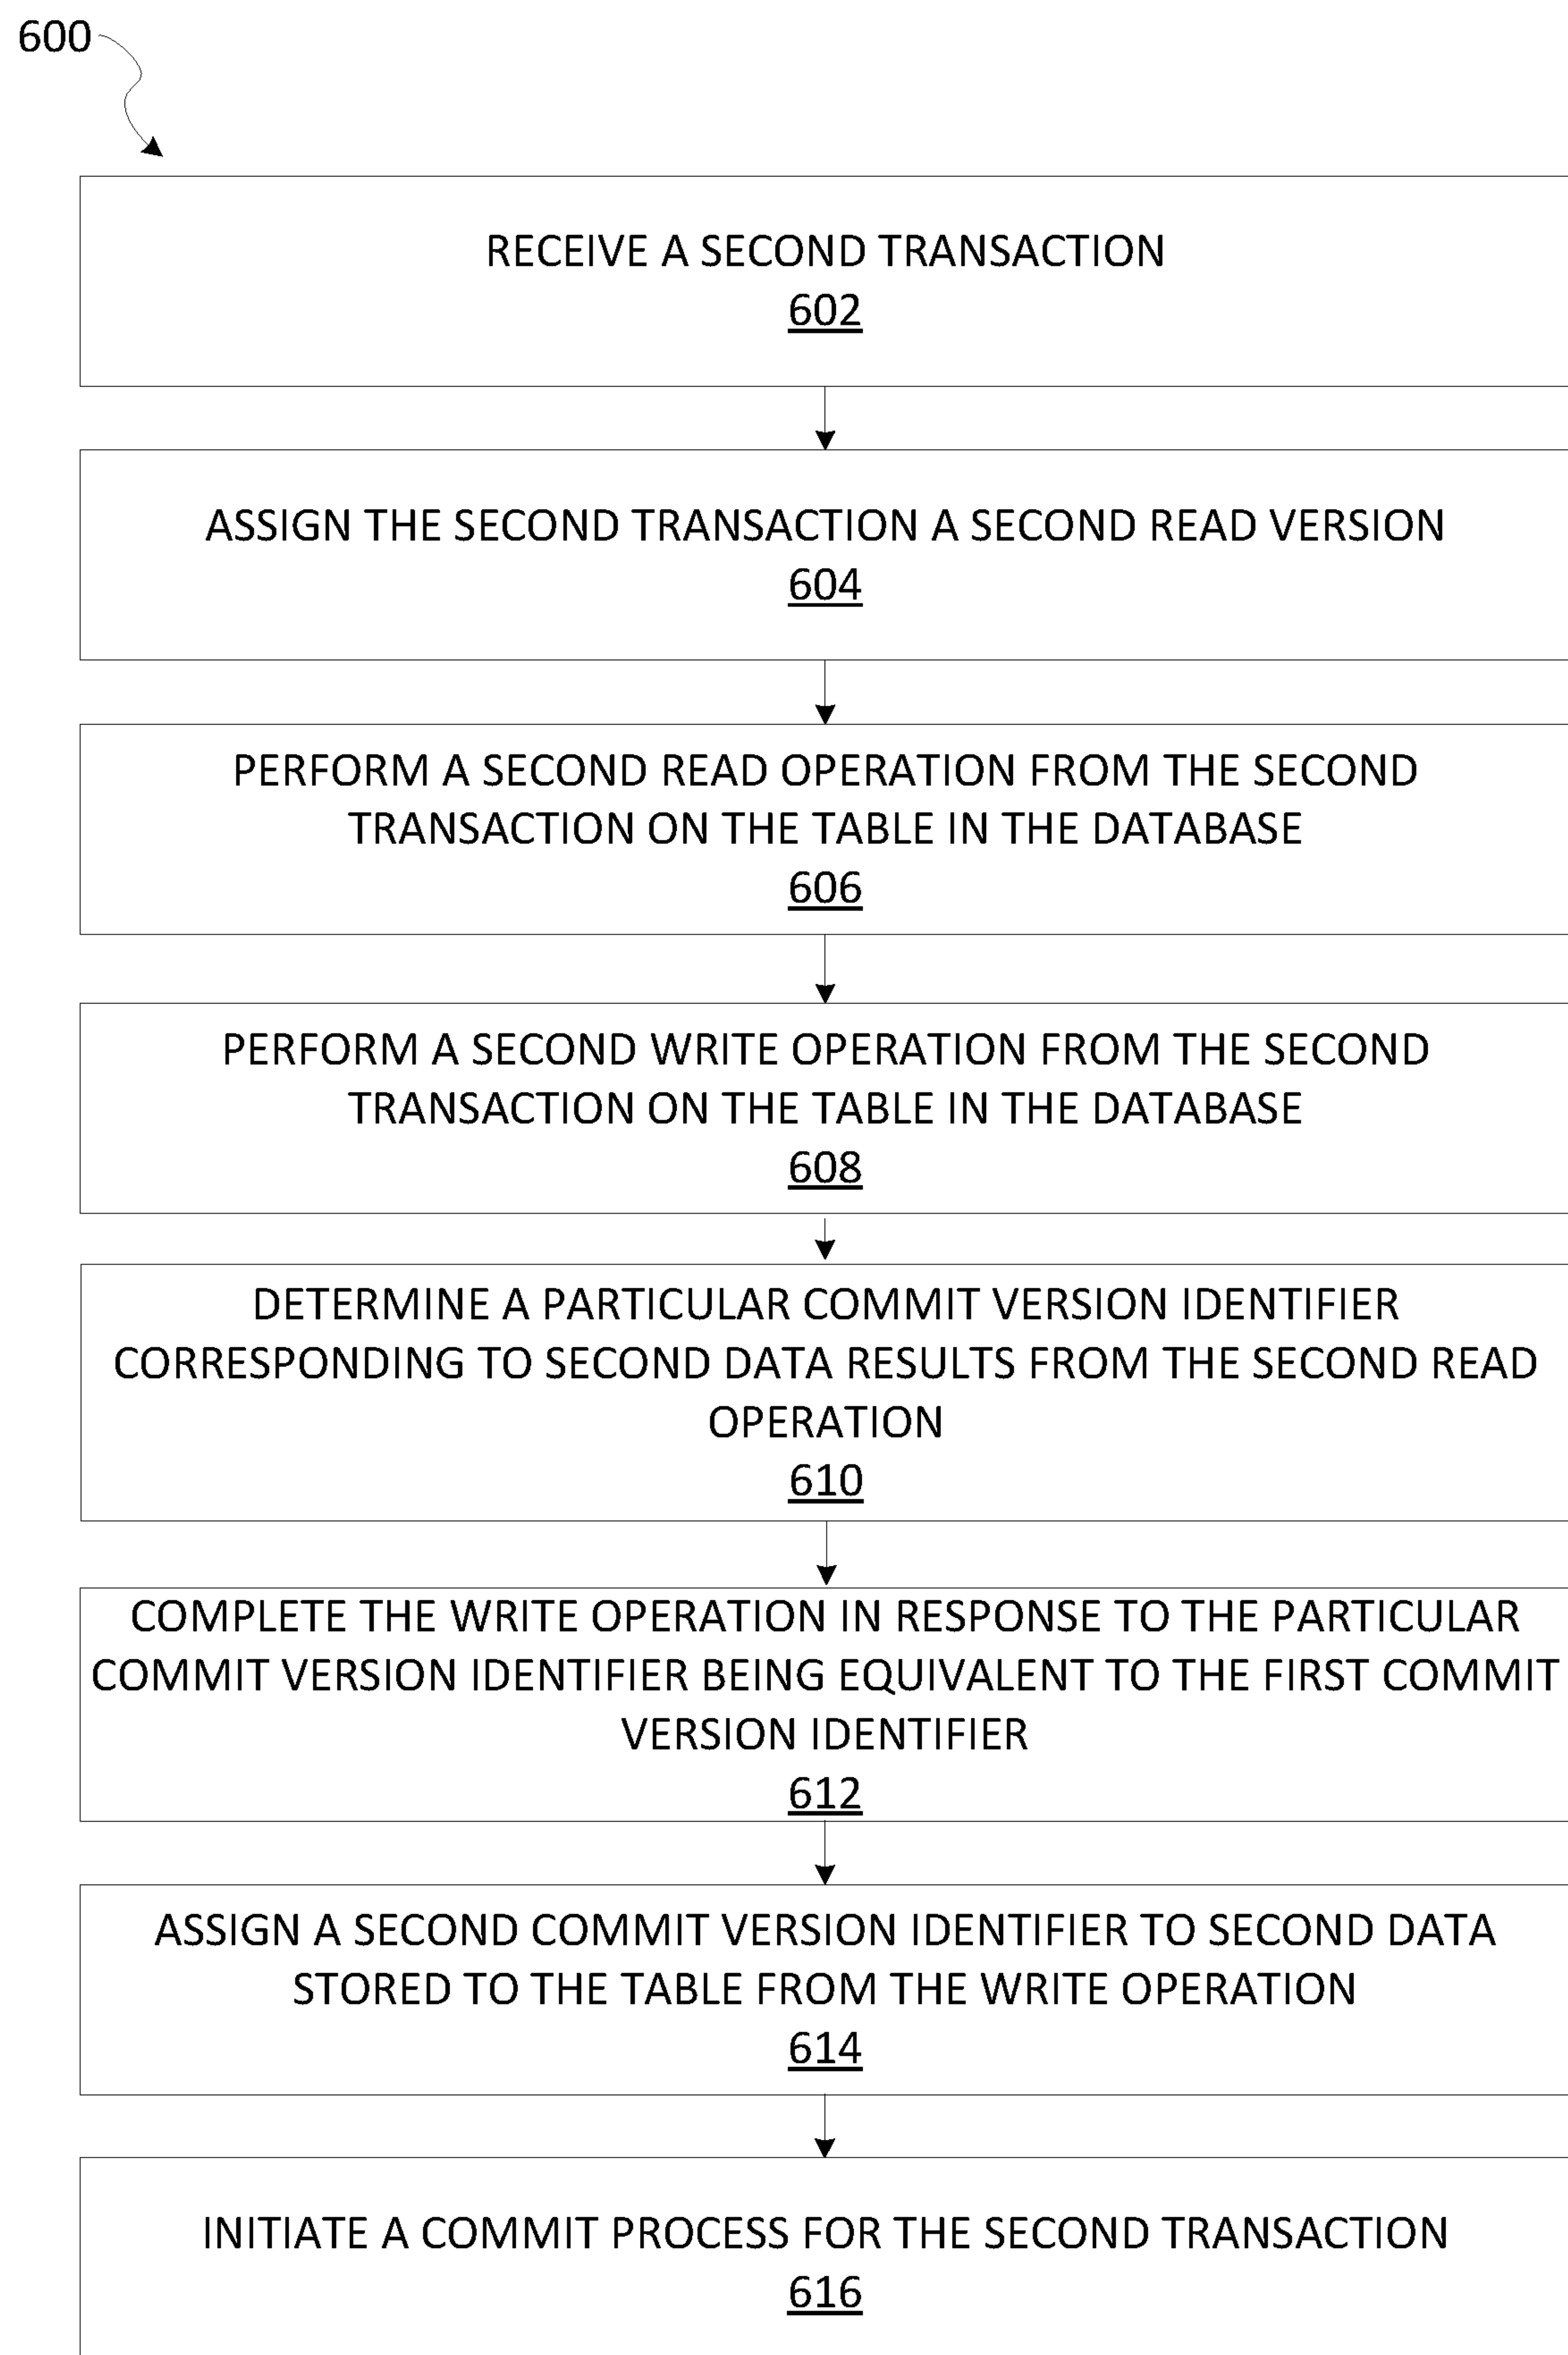 600
RECEIVE A SECOND TRANSACTION
602
ASSIGN THE SECOND TRANSACTION A SECOND READ VERSION
604
PERFORM A SECOND READ OPERATION FROM THE SECOND
TRANSACTION ON THE TABLE IN THE DATABASE
606
PERFORM A SECOND WRITE OPERATION FROM THE SECOND
TRANSACTION ON THE TABLE IN THE DATABASE
608
DETERMINE A PARTICULAR COMMIT VERSION IDENTIFIER
CORRESPONDING TO SECOND DATA RESULTS FROM THE SECOND READ
OPERATION
610
COMPLETE THE WRITE OPERATION IN RESPONSE TO THE PARTICULAR
COMMIT VERSION IDENTIFIER BEING EQUIVALENT TO THE FIRST COMMIT
VERSION IDENTIFIER
612
ASSIGN A SECOND COMMIT VERSION IDENTIFIER TO SECOND DATA
STORED TO THE TABLE FROM THE WRITE OPERATION
614
INITIATE A COMMIT PROCESS FOR THE SECOND TRANSACTION
616